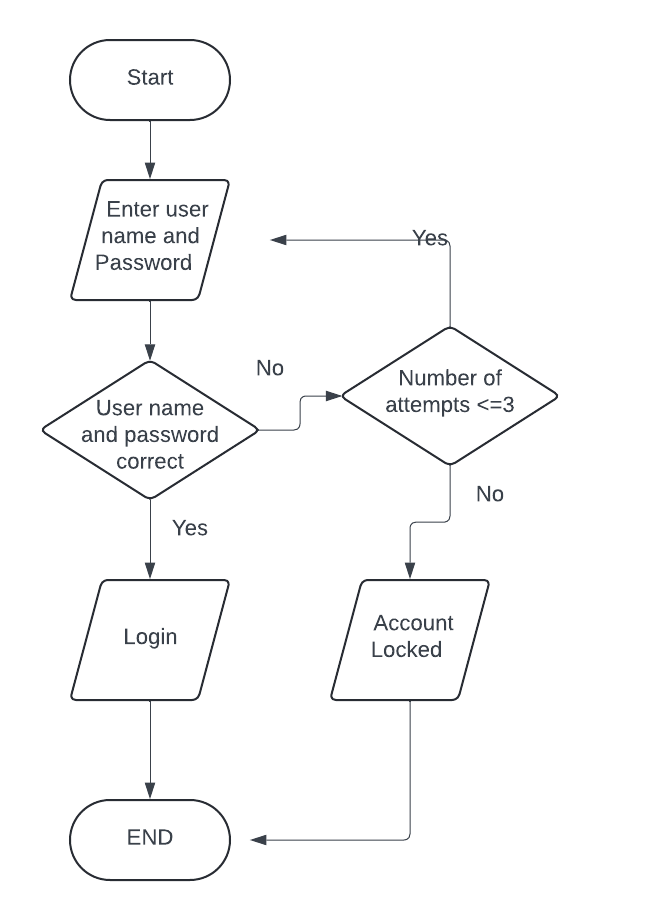 Start
Enter user
name and
Password
Yes
No
Number of
attempts <=3
User name
and password
correct
No
Yes
Login
Account
Locked
END